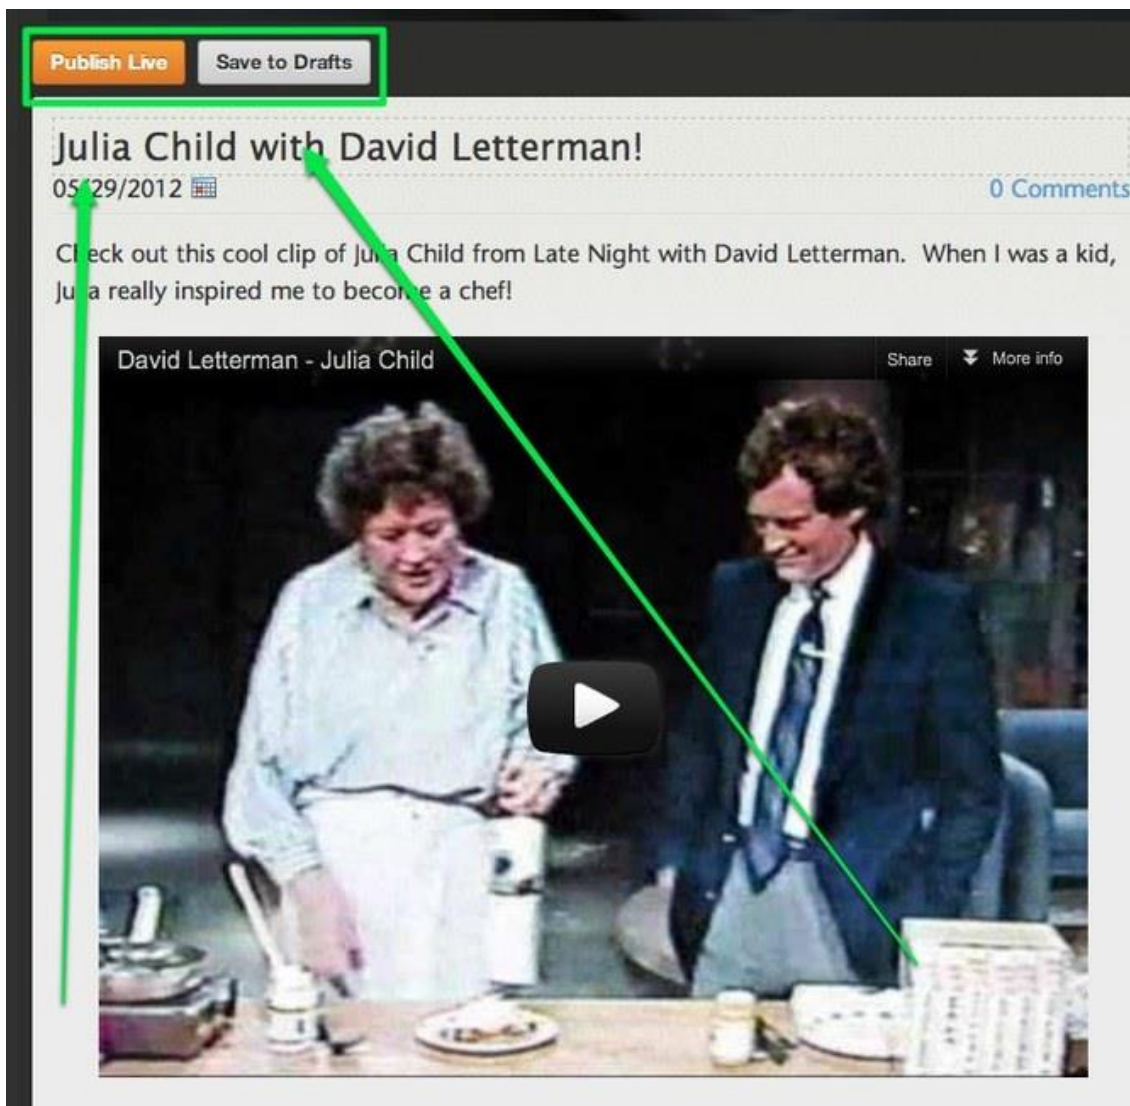 Publish Live Save to Drafts
Julia Child with David Letterman!
05/29/2012 0 Comments
Check out this cool clip of Julia Child from Late Night with David Letterman. When I was a kid,
Julia really inspired me to become a chef!
David Letterman - Julia Child Share More info